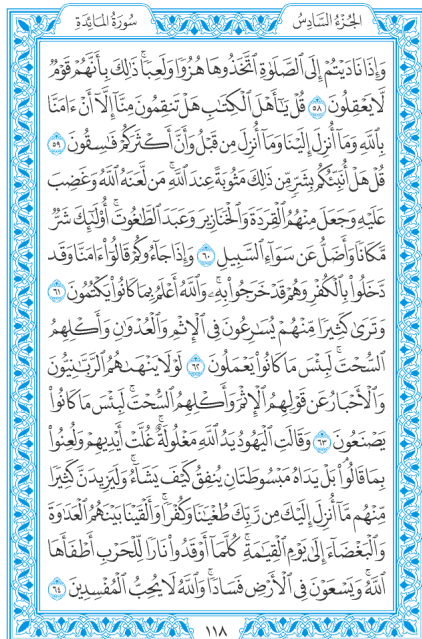 الجُزْءُ السَّادِسُ
سُورَةُ المَائِدَةِ
وَإِذَا نَادَيْتُمْ إِلَى ٱلصَّلَوٰةِ ٱتَّخَذُوهَا هُزُوًا وَلَعِبًا ۚ ذَٰلِكَ بِأَنَّهُمْ قَوْمٌ
لَّا يَعْقِلُونَ ٥٨ قُلْ يَٰٓأَهْلَ ٱلْكِتَٰبِ هَلْ تَنقِمُونَ مِنَّآ إِلَّآ أَنْ ءَامَنَّا
بِٱللَّهِ وَمَآ أُنزِلَ إِلَيْنَا وَمَآ أُنزِلَ مِن قَبْلُ وَأَنَّ أَكْثَرَكُمْ فَٰسِقُونَ ٥٩
قُلْ هَلْ أُنَبِّئُكُم بِشَرٍّ مِّن ذَٰلِكَ مَثُوبَةً عِندَ ٱللَّهِ ۚ مَن لَّعَنَهُ ٱللَّهُ وَغَضِبَ
عَلَيْهِ وَجَعَلَ مِنْهُمُ ٱلْقِرَدَةَ وَٱلْخَنَازِيرَ وَعَبَدَ ٱلطَّٰغُوتَ ۚ أُو۟لَٰٓئِكَ شَرٌّ
مَّكَانًا وَأَضَلُّ عَن سَوَآءِ ٱلسَّبِيلِ ٦٠ وَإِذَا جَآءُوكُمْ قَالُوٓا۟ ءَامَنَّا وَقَد
دَّخَلُوا۟ بِٱلْكُفْرِ وَهُمْ قَدْ خَرَجُوا۟ بِهِۦ ۚ وَٱللَّهُ أَعْلَمُ بِمَا كَانُوا۟ يَكْتُمُونَ ٦١
وَتَرَىٰ كَثِيرًا مِّنْهُمْ يُسَٰرِعُونَ فِى ٱلْإِثْمِ وَٱلْعُدْوَٰنِ وَأَكْلِهِمُ
ٱلسُّحْتَ ۚ لَبِئْسَ مَا كَانُوا۟ يَعْمَلُونَ ٦٢ لَوْلَا يَنْهَىٰهُمُ ٱلرَّبَّٰنِيُّونَ
وَٱلْأَحْبَارُ عَن قَوْلِهِمُ ٱلْإِثْمَ وَأَكْلِهِمُ ٱلسُّحْتَ ۚ لَبِئْسَ مَا كَانُوا۟
يَصْنَعُونَ ٦٣ وَقَالَتِ ٱلْيَهُودُ يَدُ ٱللَّهِ مَغْلُولَةٌ ۚ غُلَّتْ أَيْدِيهِمْ وَلُعِنُوا۟
بِمَا قَالُوا۟ ۘ بَلْ يَدَاهُ مَبْسُوطَتَانِ يُنفِقُ كَيْفَ يَشَآءُ ۚ وَلَيَزِيدَنَّ كَثِيرًا
مِّنْهُم مَّآ أُنزِلَ إِلَيْكَ مِن رَّبِّكَ طُغْيَٰنًا وَكُفْرًا ۚ وَأَلْقَيْنَا بَيْنَهُمُ ٱلْعَدَٰوَةَ
وَٱلْبَغْضَآءَ إِلَىٰ يَوْمِ ٱلْقِيَٰمَةِ ۚ كُلَّمَآ أَوْقَدُوا۟ نَارًا لِّلْحَرْبِ أَطْفَأَهَا
ٱللَّهُ ۚ وَيَسْعَوْنَ فِى ٱلْأَرْضِ فَسَادًا ۚ وَٱللَّهُ لَا يُحِبُّ ٱلْمُفْسِدِينَ ٦٤
١١٨